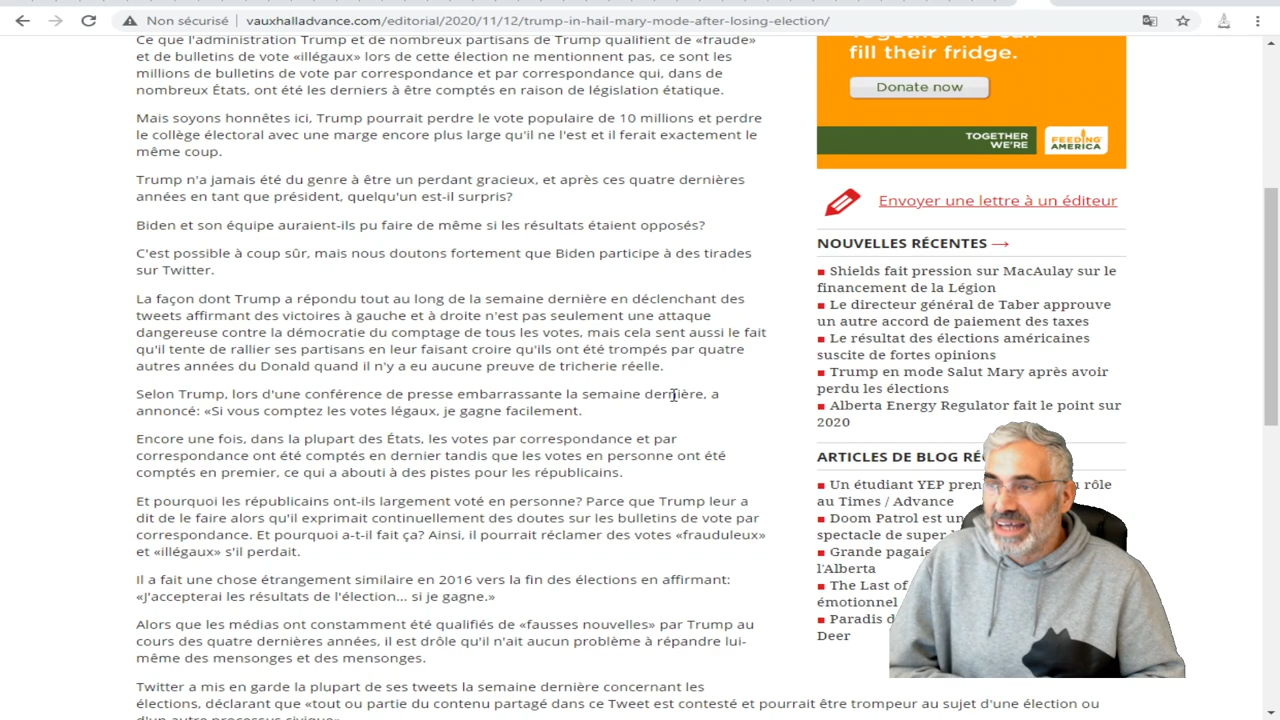 Non sécurisé | vauxhalladvance.com/editorial/2020/11/12/trump-in-hail-mary-mode-after-losing-election/
Ce que l'administration Trump et de nombreux partisans de Trump qualifient de «fraude»
et de bulletins de vote «illégaux» lors de cette élection ne mentionnent pas, ce sont les
millions de bulletins de vote par correspondance et par correspondance qui, dans de
nombreux États, ont été les derniers à être comptés en raison de législation étatique.
Mais soyons honnêtes ici, Trump pourrait perdre le vote populaire de 10 millions et perdre
le collège électoral avec une marge encore plus large qu'il ne l'est et il ferait exactement le
même coup.
Trump n'a jamais été du genre à être un perdant gracieux, et après ces quatre dernières
années en tant que président, quelqu'un est-il surpris?
Biden et son équipe auraient-ils pu faire de même si les résultats étaient opposés?
C'est possible à coup sûr, mais nous doutons fortement que Biden participe à des tirades
sur Twitter.
La façon dont Trump a répondu tout au long de la semaine dernière en déclenchant des
tweets affirmant des victoires à gauche et à droite n'est pas seulement une attaque
dangereuse contre la démocratie du comptage de tous les votes, mais cela sent aussi le fait
qu'il tente de rallier ses partisans en leur faisant croire qu'ils ont été trompés par quatre
autres années du Donald quand il n'y a eu aucune preuve de tricherie réelle.
Selon Trump, lors d'une conférence de presse embarrassante la semaine dernière, a
annoncé: «Si vous comptez les votes légaux, je gagne facilement.
Encore une fois, dans la plupart des États, les votes par correspondance et par
correspondance ont été comptés en dernier tandis que les votes en personne ont été
comptés en premier, ce qui a abouti à des pistes pour les républicains.
Et pourquoi les républicains ont-ils largement voté en personne? Parce que Trump leur a
dit de le faire alors qu'il exprimait continuellement des doutes sur les bulletins de vote par
correspondance. Et pourquoi a-t-il fait ça? Ainsi, il pourrait réclamer des votes «frauduleux»
et «illégaux» s'il perdait.
Il a fait une chose étrangement similaire en 2016 vers la fin des élections en affirmant:
«J'accepterai les résultats de l'élection... si je gagne.»
Alors que les médias ont constamment été qualifiés de «fausses nouvelles» par Trump au
cours des quatre dernières années, il est drôle qu'il n'ait aucun problème à répandre lui-
même des mensonges et des mensonges.
Twitter a mis en garde la plupart de ses tweets la semaine dernière concernant les
élections, déclarant que «tout ou partie du contenu partagé dans ce Tweet est contesté et pourrait être trompeur au sujet d'une élection ou
d'un autre processus civique»
Together we can
fill their fridge.
Donate now
TOGETHER
WE'RE
FEEDING
AMERICA
Envoyer une lettre à un éditeur
NOUVELLES RÉCENTES →
Shields fait pression sur MacAulay sur le
financement de la Légion
Le directeur général de Taber approuve
un autre accord de paiement des taxes
Le résultat des élections américaines
suscite de fortes opinions
Trump en mode Salut Mary après avoir
perdu les élections
Alberta Energy Regulator fait le point sur
2020
ARTICLES DE BLOG
Un étudiant YEP rôle
au Times / Advance
Doom Patrol est
spectacle de super
Grande
l'Alberta
The Last of
émotionnel
Paradis
Deer